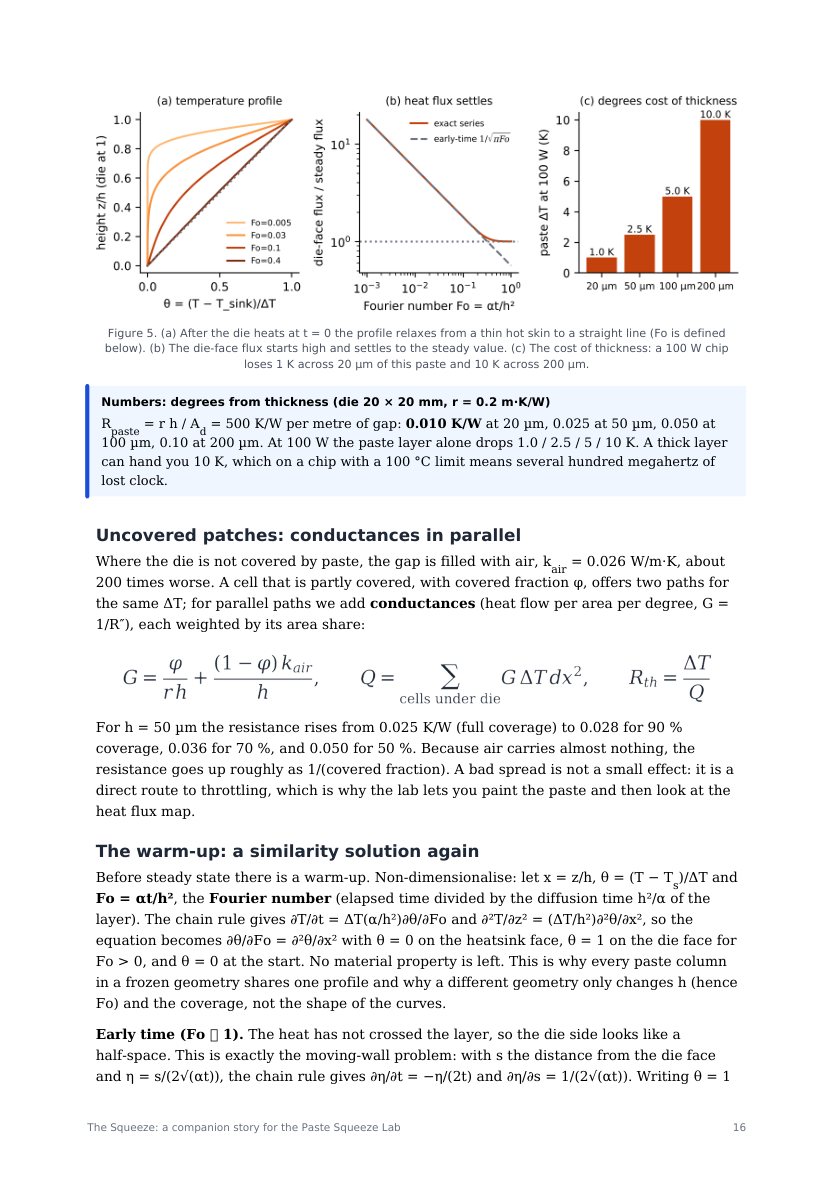 (a) temperature profile
height z/h (die at 1)
1.0
0.8
0.6
0.4
0.2
0.0
Fo=0.005
Fo=0.03
Fo=0.1
Fo=0.4
0.0 0.5 1.0
θ = (T − T_sink)/ΔT
(b) heat flux settles
die-face flux / steady flux
10¹
10⁰
exact series
early-time 1/√πFo
10⁻³ 10⁻² 10⁻¹ 10⁰
Fourier number Fo = αt/h²
(c) degrees cost of thickness
paste ΔT at 100 W (K)
10
8
6
4
2
0
1.0 K
2.5 K
5.0 K
10.0 K
20 μm 50 μm 100 μm 200 μm
Figure 5. (a) After the die heats at t = 0 the profile relaxes from a thin hot skin to a straight line (Fo is defined
below). (b) The die-face flux starts high and settles to the steady value. (c) The cost of thickness: a 100 W chip
loses 1 K across 20 µm of this paste and 10 K across 200 µm.
Numbers: degrees from thickness (die 20 × 20 mm, r = 0.2 m·K/W)
R_paste = r h / A_d = 500 K/W per metre of gap: 0.010 K/W at 20 µm, 0.025 at 50 µm, 0.050 at
100 µm, 0.10 at 200 µm. At 100 W the paste layer alone drops 1.0 / 2.5 / 5 / 10 K. A thick layer
can hand you 10 K, which on a chip with a 100 °C limit means several hundred megahertz of
lost clock.
Uncovered patches: conductances in parallel
Where the die is not covered by paste, the gap is filled with air, k_air = 0.026 W/m·K, about
200 times worse. A cell that is partly covered, with covered fraction φ, offers two paths for
the same ΔT; for parallel paths we add conductances (heat flow per area per degree, G =
1/R″), each weighted by its area share:
G = φ/(r h) + (1 − φ) k_air/h, Q = ∑ cells under die G ΔT dx², R_th = ΔT/Q
For h = 50 µm the resistance rises from 0.025 K/W (full coverage) to 0.028 for 90 %
coverage, 0.036 for 70 %, and 0.050 for 50 %. Because air carries almost nothing, the
resistance goes up roughly as 1/(covered fraction). A bad spread is not a small effect: it is a
direct route to throttling, which is why the lab lets you paint the paste and then look at the
heat flux map.
The warm-up: a similarity solution again
Before steady state there is a warm-up. Non-dimensionalise: let x = z/h, θ = (T − T_s)/ΔT and
Fo = αt/h², the Fourier number (elapsed time divided by the diffusion time h²/α of the
layer). The chain rule gives ∂T/∂t = ΔT(α/h²)∂θ/∂Fo and ∂²T/∂z² = (ΔT/h²)∂²θ/∂x², so the
equation becomes ∂θ/∂Fo = ∂²θ/∂x² with θ = 0 on the heatsink face, θ = 1 on the die face for
Fo > 0, and θ = 0 at the start. No material property is left. This is why every paste column
in a frozen geometry shares one profile and why a different geometry only changes h (hence
Fo) and the coverage, not the shape of the curves.
Early time (Fo 1). The heat has not crossed the layer, so the die side looks like a
half-space. This is exactly the moving-wall problem: with s the distance from the die face
and η = s/(2√(αt)), the chain rule gives ∂η/∂t = −η/(2t) and ∂η/∂s = 1/(2√(αt)). Writing θ = 1
The Squeeze: a companion story for the Paste Squeeze Lab
16